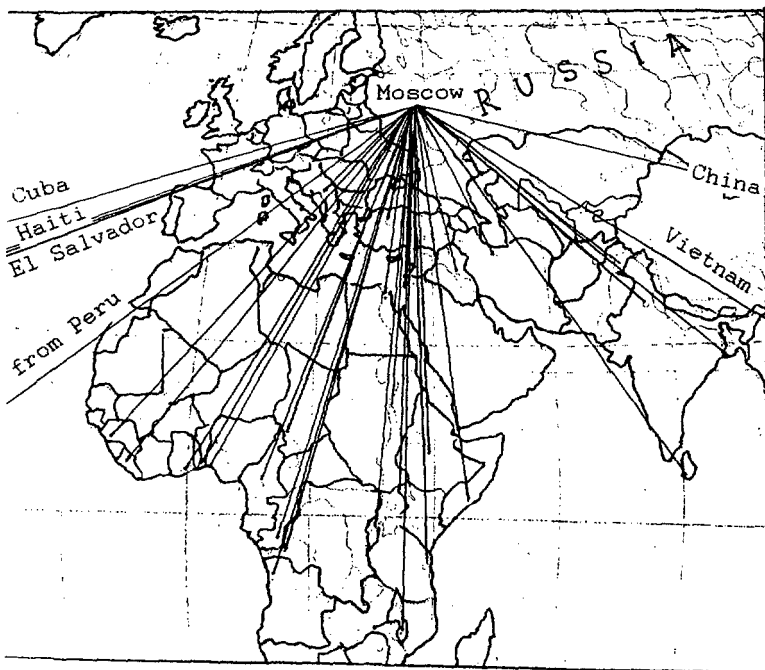 RUSSIA
Moscow
China
Cuba
Haiti
El Salvador
Vietnam
from Peru